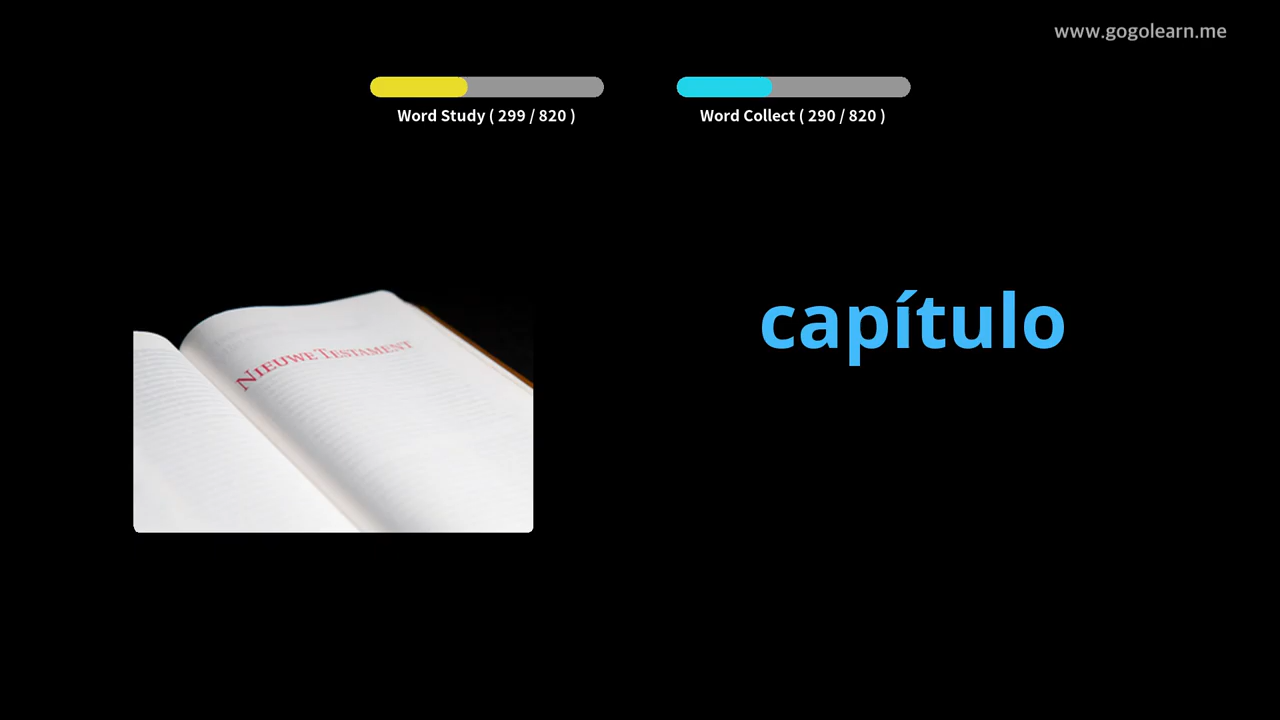 www.gogolearn.me
Word Study ( 299 / 820 )
Word Collect ( 290 / 820 )
capítulo
NIEUWE TESTAMENT